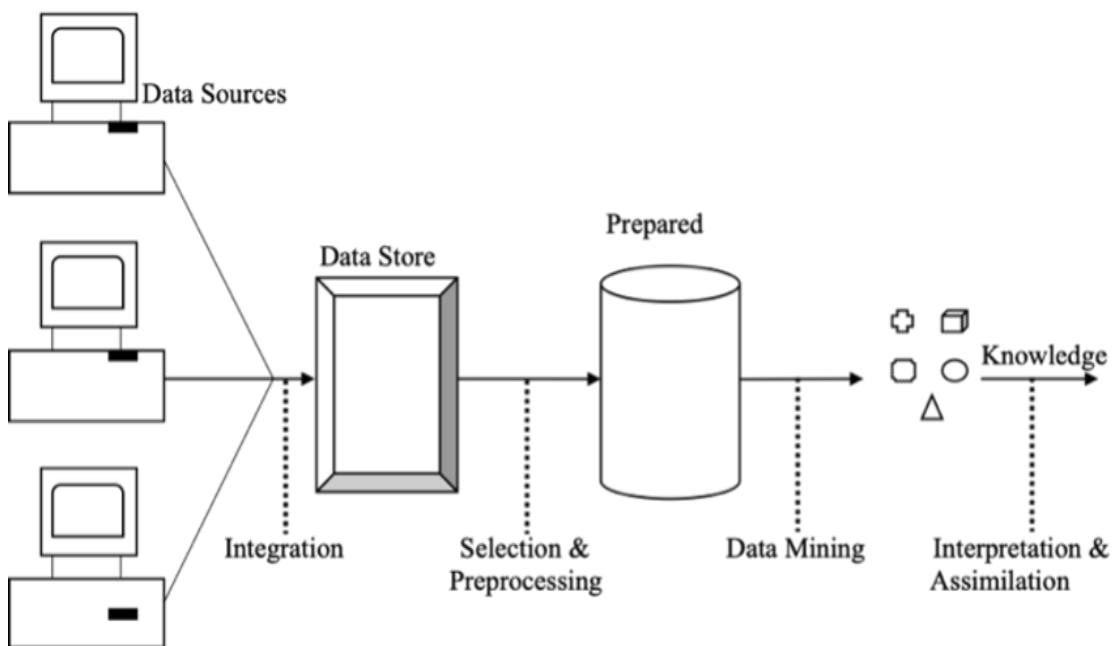 Data Sources
Prepared
Data Store
Knowledge
Integration
Selection &
Preprocessing
Data Mining
Interpretation &
Assimilation